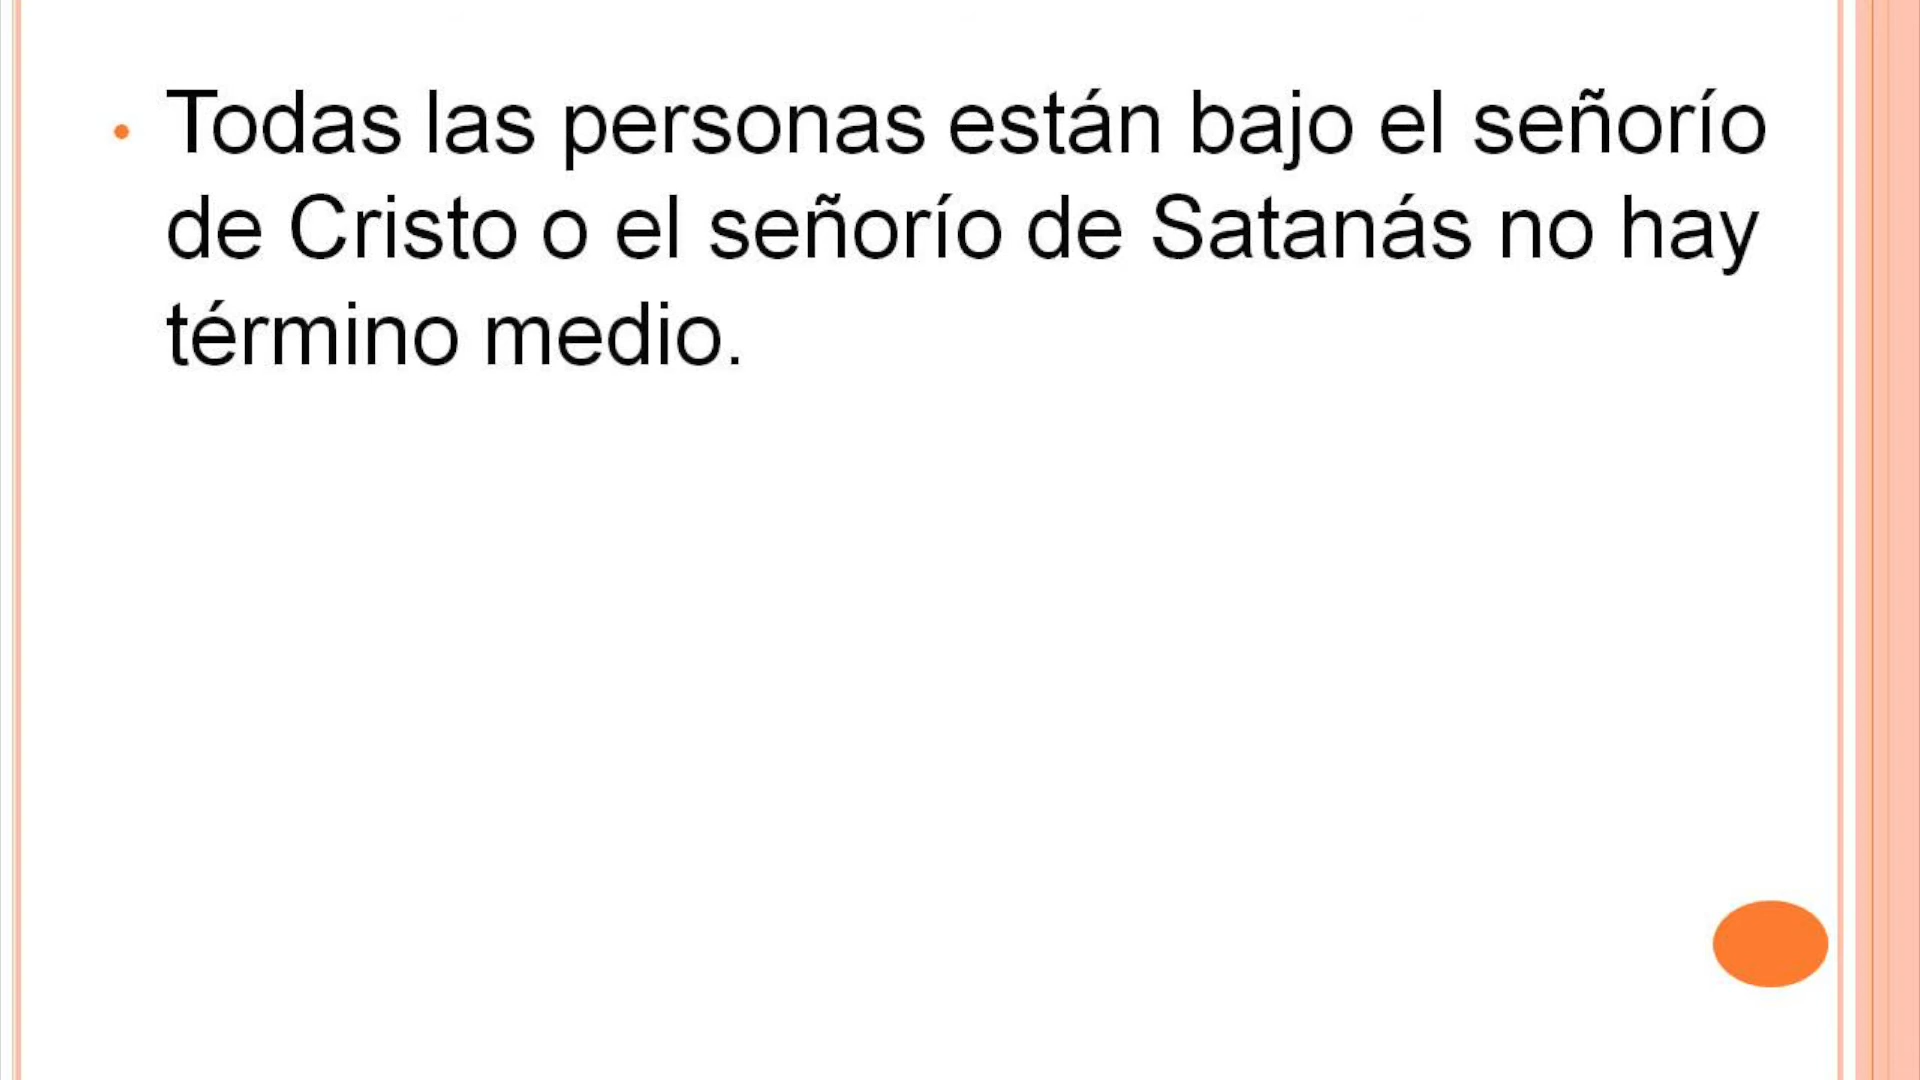 • Todas las personas están bajo el señorío
de Cristo o el señorío de Satanás no hay
término medio.